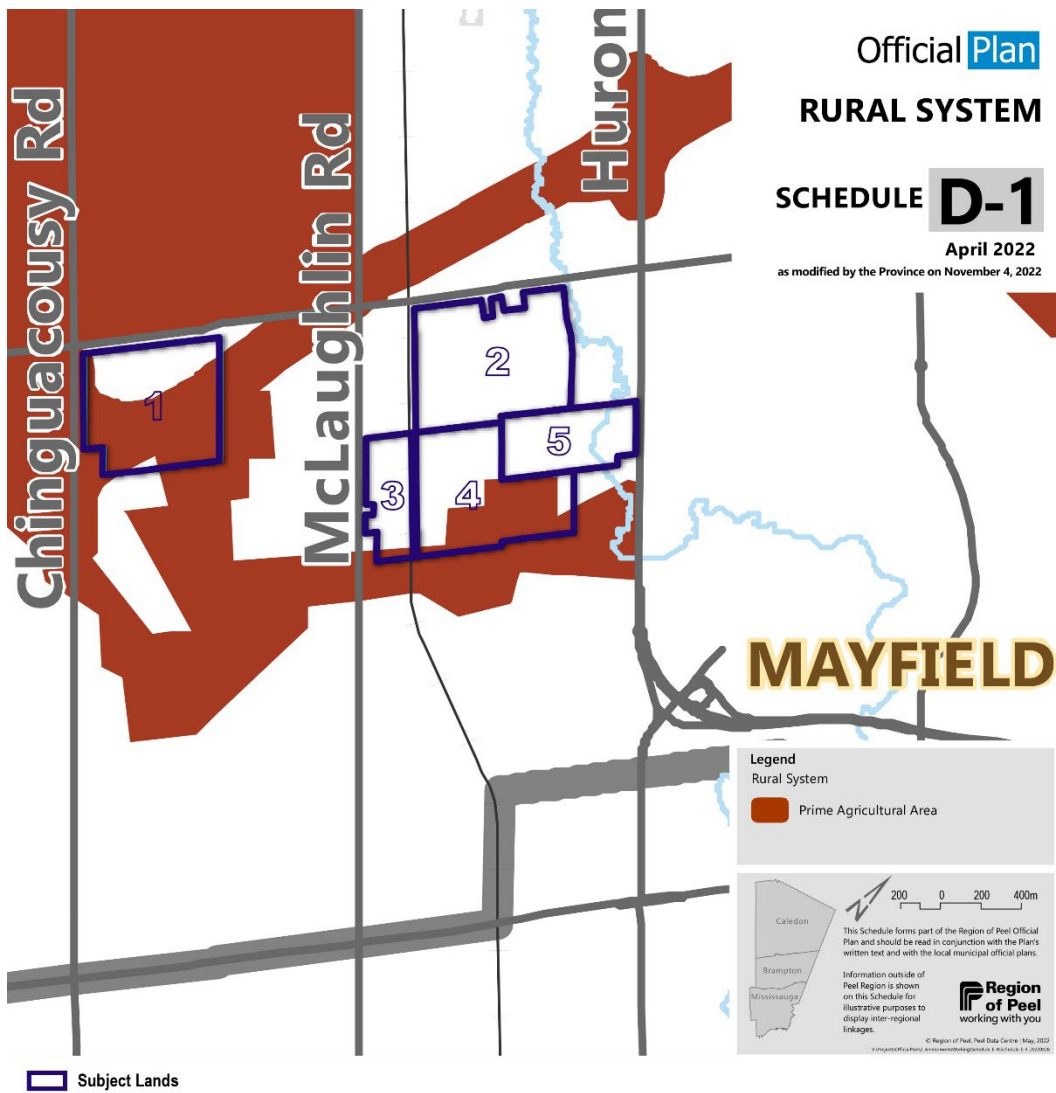 Official Plan
RURAL SYSTEM
SCHEDULE D-1
April 2022
as modified by the Province on November 4, 2022
Chinguacousy Rd
McLaughlin Rd
Huron
1
2
3
4
5
MAYFIELD
Legend
Rural System
Prime Agricultural Area
Caledon
Brampton
Mississauga
N
200 0 200 400m
This Schedule forms part of the Region of Peel Official
Plan and should be read in conjunction with the Plan's
written text and with the local municipal official plans.
Information outside of
Peel Region is shown
on this Schedule for
illustrative purposes to
display inter-regional
linkages.
Region
of Peel
working with you
© Region of Peel, Peel Data Centre | May, 2022
Subject Lands